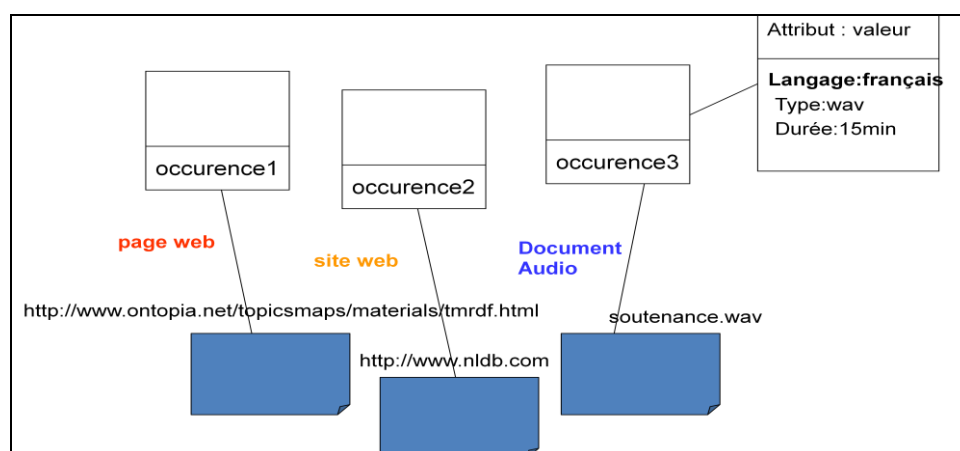 Attribut : valeur
Langage:français
Type:wav
Durée:15min
occurence1
occurence2
occurence3
page web
site web
Document
Audio
http://www.ontopia.net/topicsmaps/materials/tmrdf.html
soutenance.wav
http://www.nldb.com